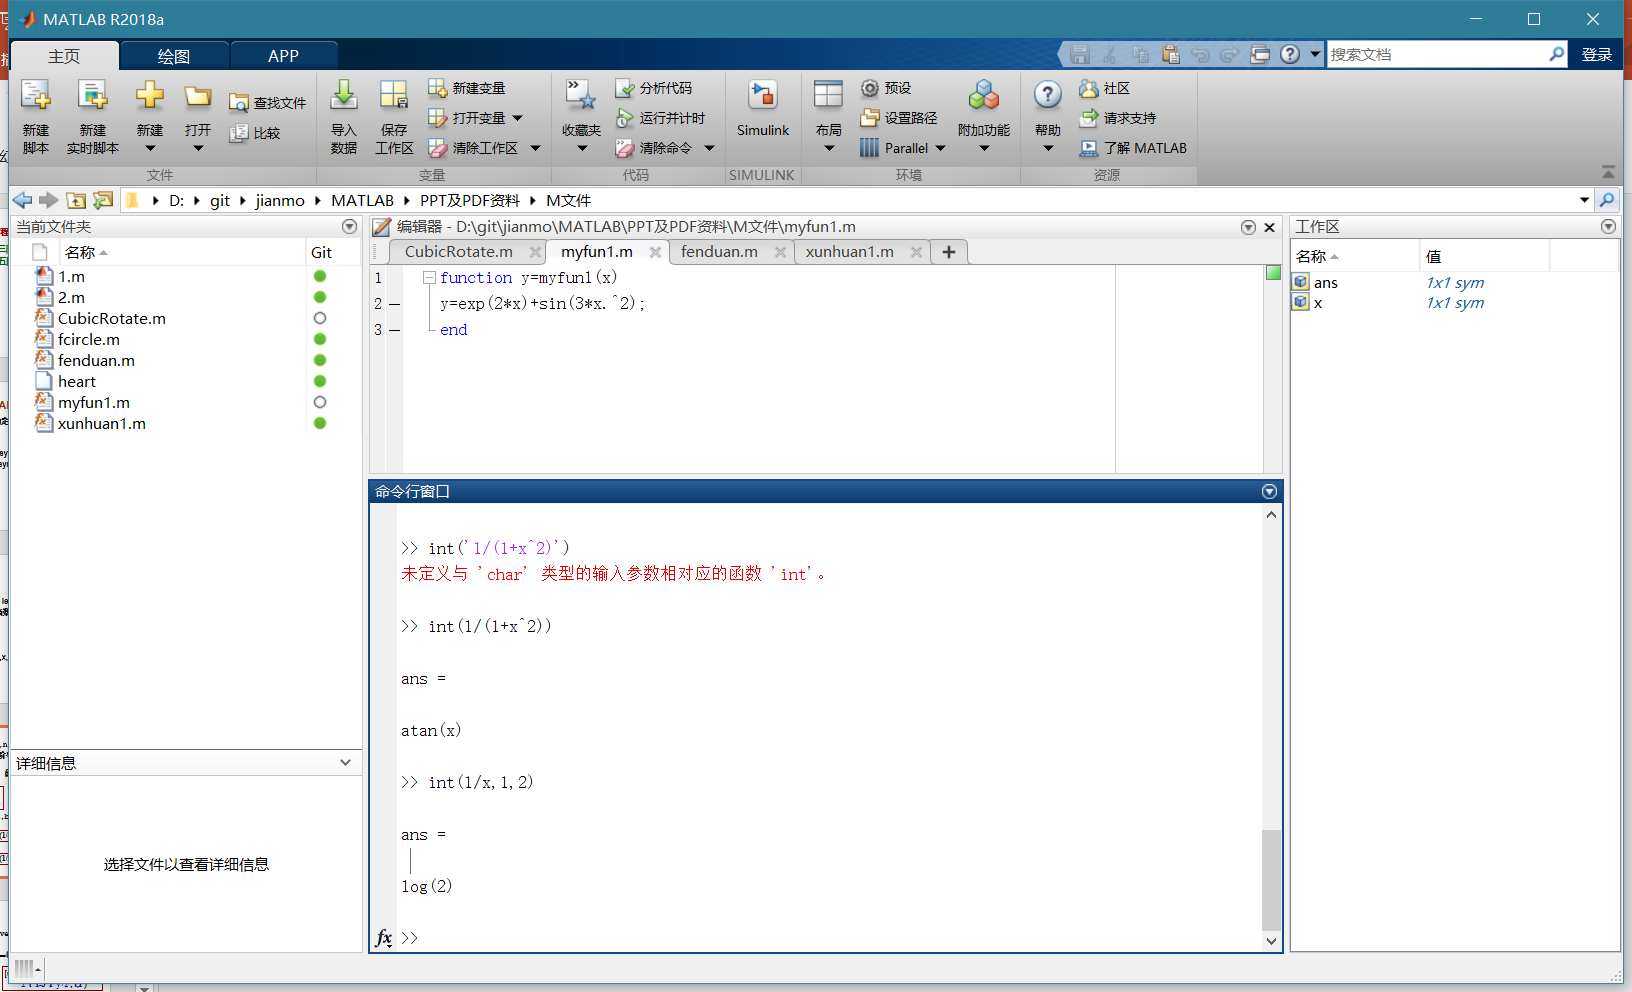 MATLAB R2018a
主页
绘图
APP
搜索文档
登录
新建
脚本
新建
实时脚本
新建
打开
查找文件
比较
导入
数据
保存
工作区
新建变量
打开变量
清除工作区
收藏夹
分析代码
运行并计时
清除命令
Simulink
布局
预设
设置路径
Parallel
附加功能
帮助
社区
请求支持
了解 MATLAB
文件
变量
代码
SIMULINK
环境
资源
D:
git
jianmo
MATLAB
PPT及PDF资料
M文件
当前文件夹
名称
Git
1.m
2.m
CubicRotate.m
fcircle.m
fenduan.m
heart
myfun1.m
xunhuan1.m
详细信息
选择文件以查看详细信息
编辑器 - D:\git\jianmo\MATLAB\PPT及PDF资料\M文件\myfun1.m
CubicRotate.m
myfun1.m
fenduan.m
xunhuan1.m
1 function y=myfun1(x)
2 — y=exp(2*x)+sin(3*x.^2);
3 — end
命令行窗口
>> int('1/(1+x^2)')
未定义与 'char' 类型的输入参数相对应的函数 'int'。
>> int(1/(1+x^2))
ans =
atan(x)
>> int(1/x,1,2)
ans =
log(2)
fx >>
工作区
名称
值
ans
1x1 sym
x
1x1 sym